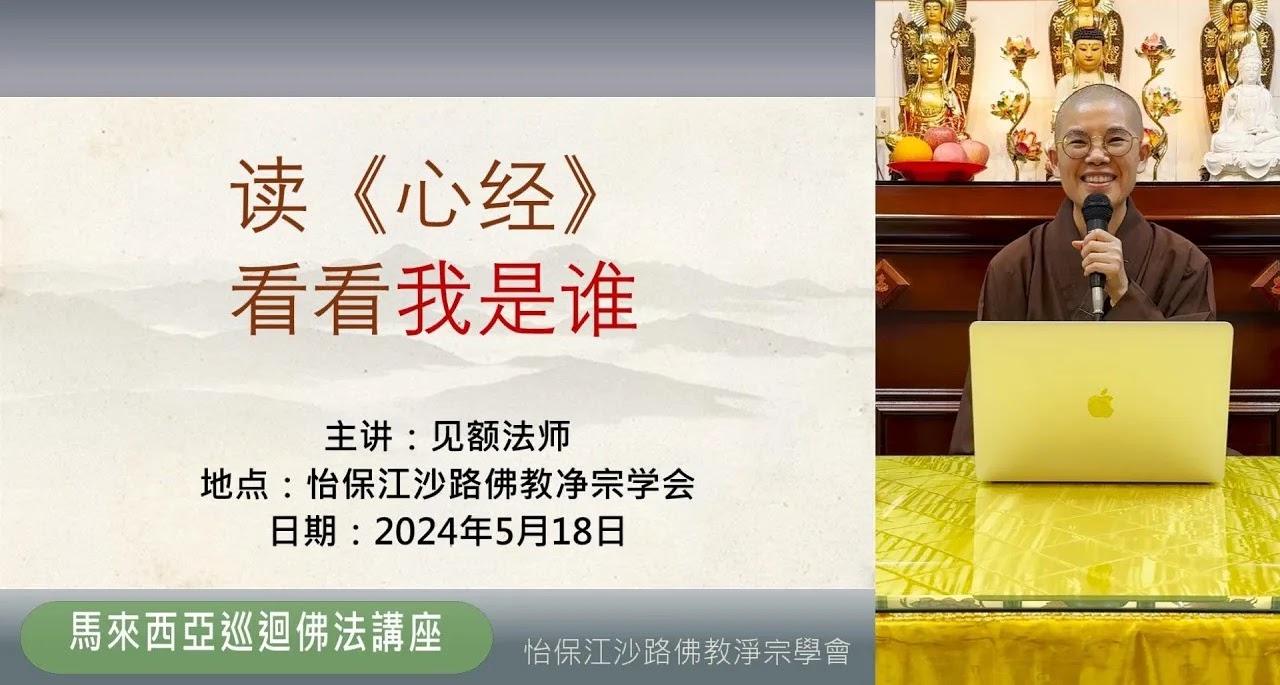 读《心经》
看看我是谁
主讲：见额法师
地点：怡保江沙路佛教净宗学会
日期：2024年5月18日
馬來西亞巡迴佛法講座
怡保江沙路佛教淨宗學會